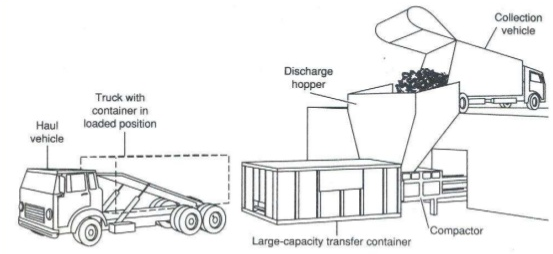 Collection
vehicle
Discharge
hopper
Truck with
container in
loaded position
Haul
vehicle
Large-capacity transfer container
Compactor